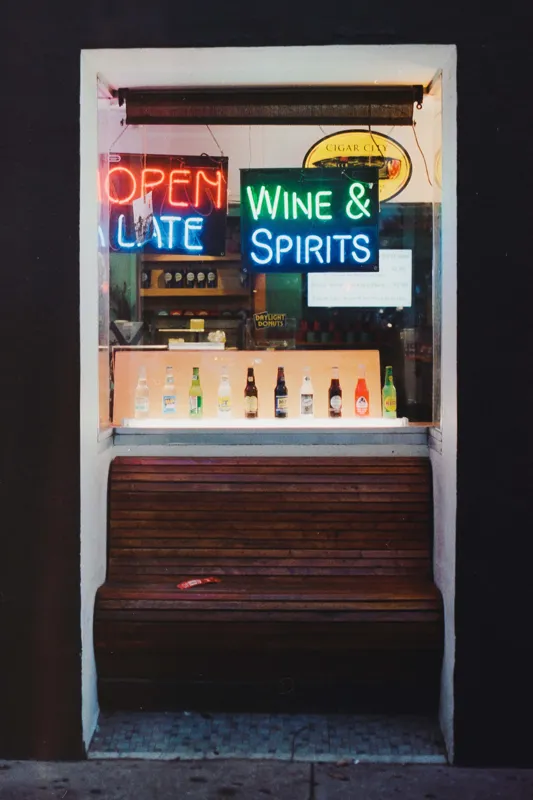 CIGAR CITY
OPEN
LATE
WINE &
SPIRITS
DAYLIGHT
DONUTS